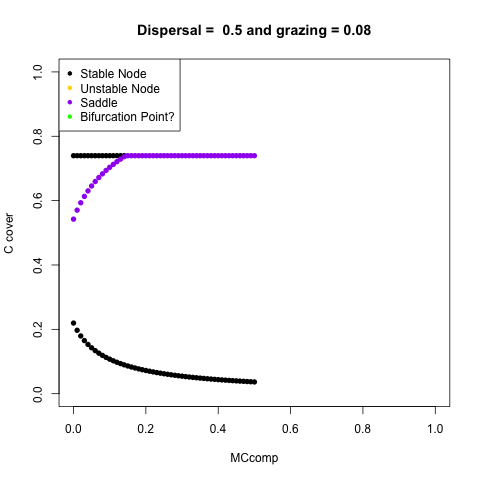 Dispersal =  0.5 and grazing = 0.08
Stable Node
Unstable Node
Saddle
Bifurcation Point?
C cover
1.0
0.8
0.6
0.4
0.2
0.0
0.0 0.2 0.4 0.6 0.8 1.0
MCcomp